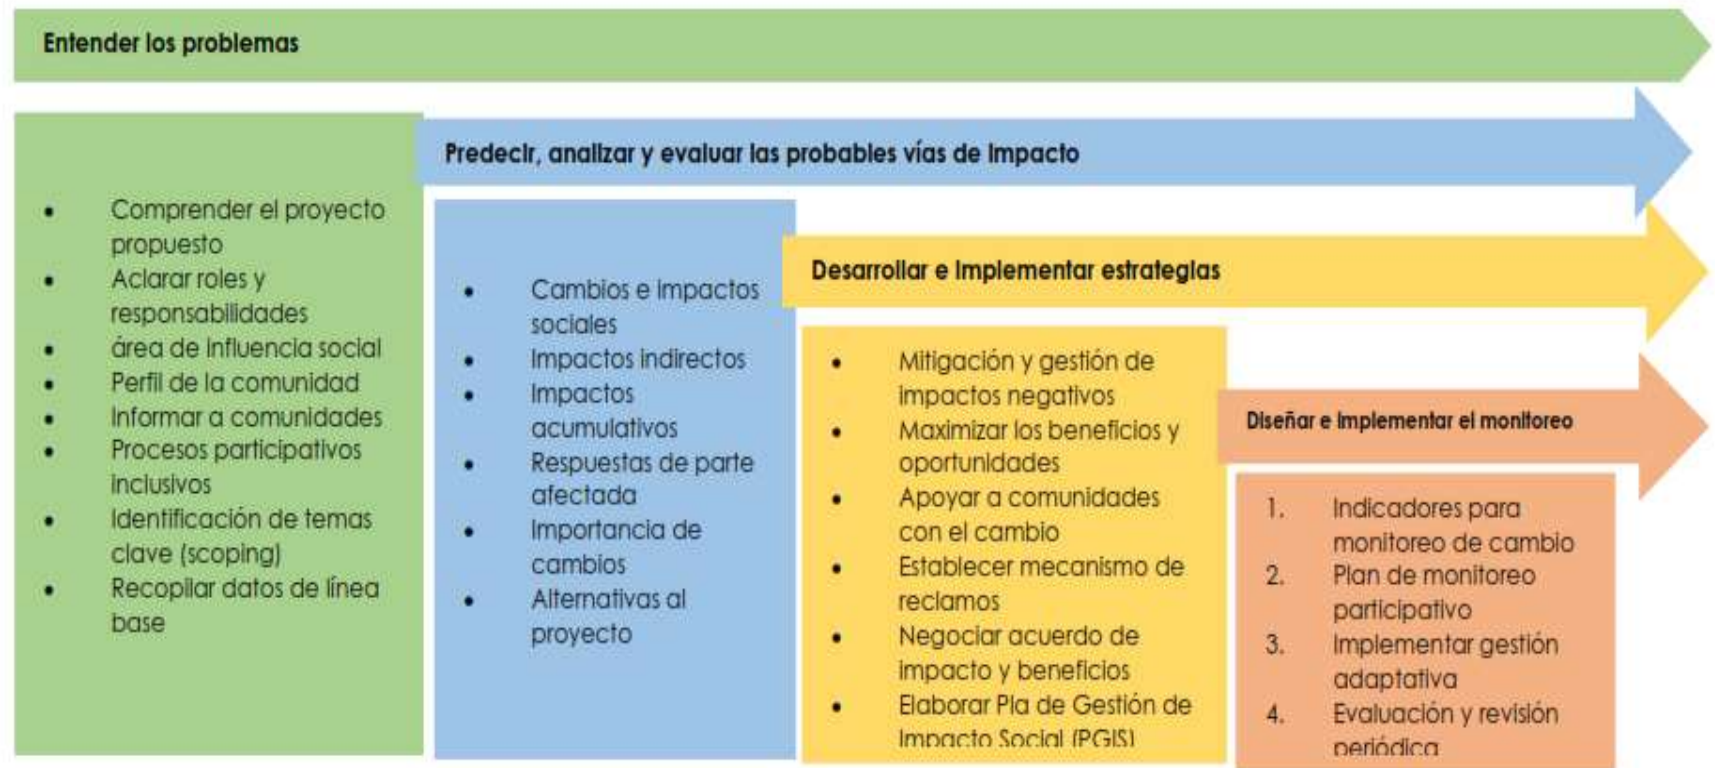 Entender los problemas
• Comprender el proyecto
propuesto
• Aclarar roles y
responsabilidades
• área de Influencia social
• Perfil de la comunidad
• Informar a comunidades
• Procesos participativos
inclusivos
• Identificación de temas
clave (scoping)
• Recopilar datos de línea
base
Predecir, analizar y evaluar las probables vías de Impacto
• Cambios e Impactos
sociales
• Impactos indirectos
• Impactos
acumulativos
• Respuestas de parte
afectada
• Importancia de
cambios
• Alternativas al
proyecto
Desarrollar e Implementar estrategias
• Mitigación y gestión de
impactos negativos
• Maximizar los beneficios y
oportunidades
• Apoyar a comunidades
con el cambio
• Establecer mecanismo de
reclamos
• Negociar acuerdo de
impacto y beneficios
• Elaborar Pla de Gestión de
Impacto Social (PGIS)
Diseñar e Implementar el monitoreo
1. Indicadores para
monitoreo de cambio
2. Plan de monitoreo
participativo
3. Implementar gestión
adaptativa
4. Evaluación y revisión
periódica